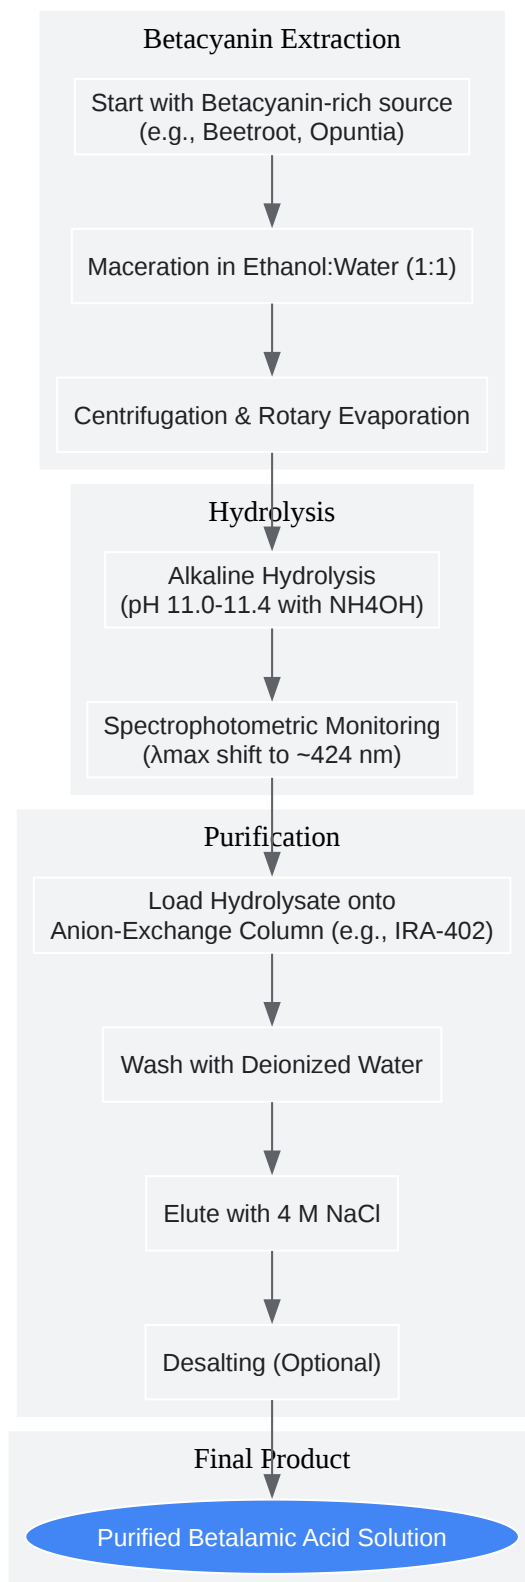 Betacyanin Extraction
Start with Betacyanin-rich source
(e.g., Beetroot, Opuntia)
Maceration in Ethanol:Water (1:1)
Centrifugation & Rotary Evaporation
Hydrolysis
Alkaline Hydrolysis
(pH 11.0-11.4 with NH4OH)
Spectrophotometric Monitoring
(λmax shift to ~424 nm)
Purification
Load Hydrolysate onto
Anion-Exchange Column (e.g., IRA-402)
Wash with Deionized Water
Elute with 4 M NaCl
Desalting (Optional)
Final Product
Purified Betalamic Acid Solution